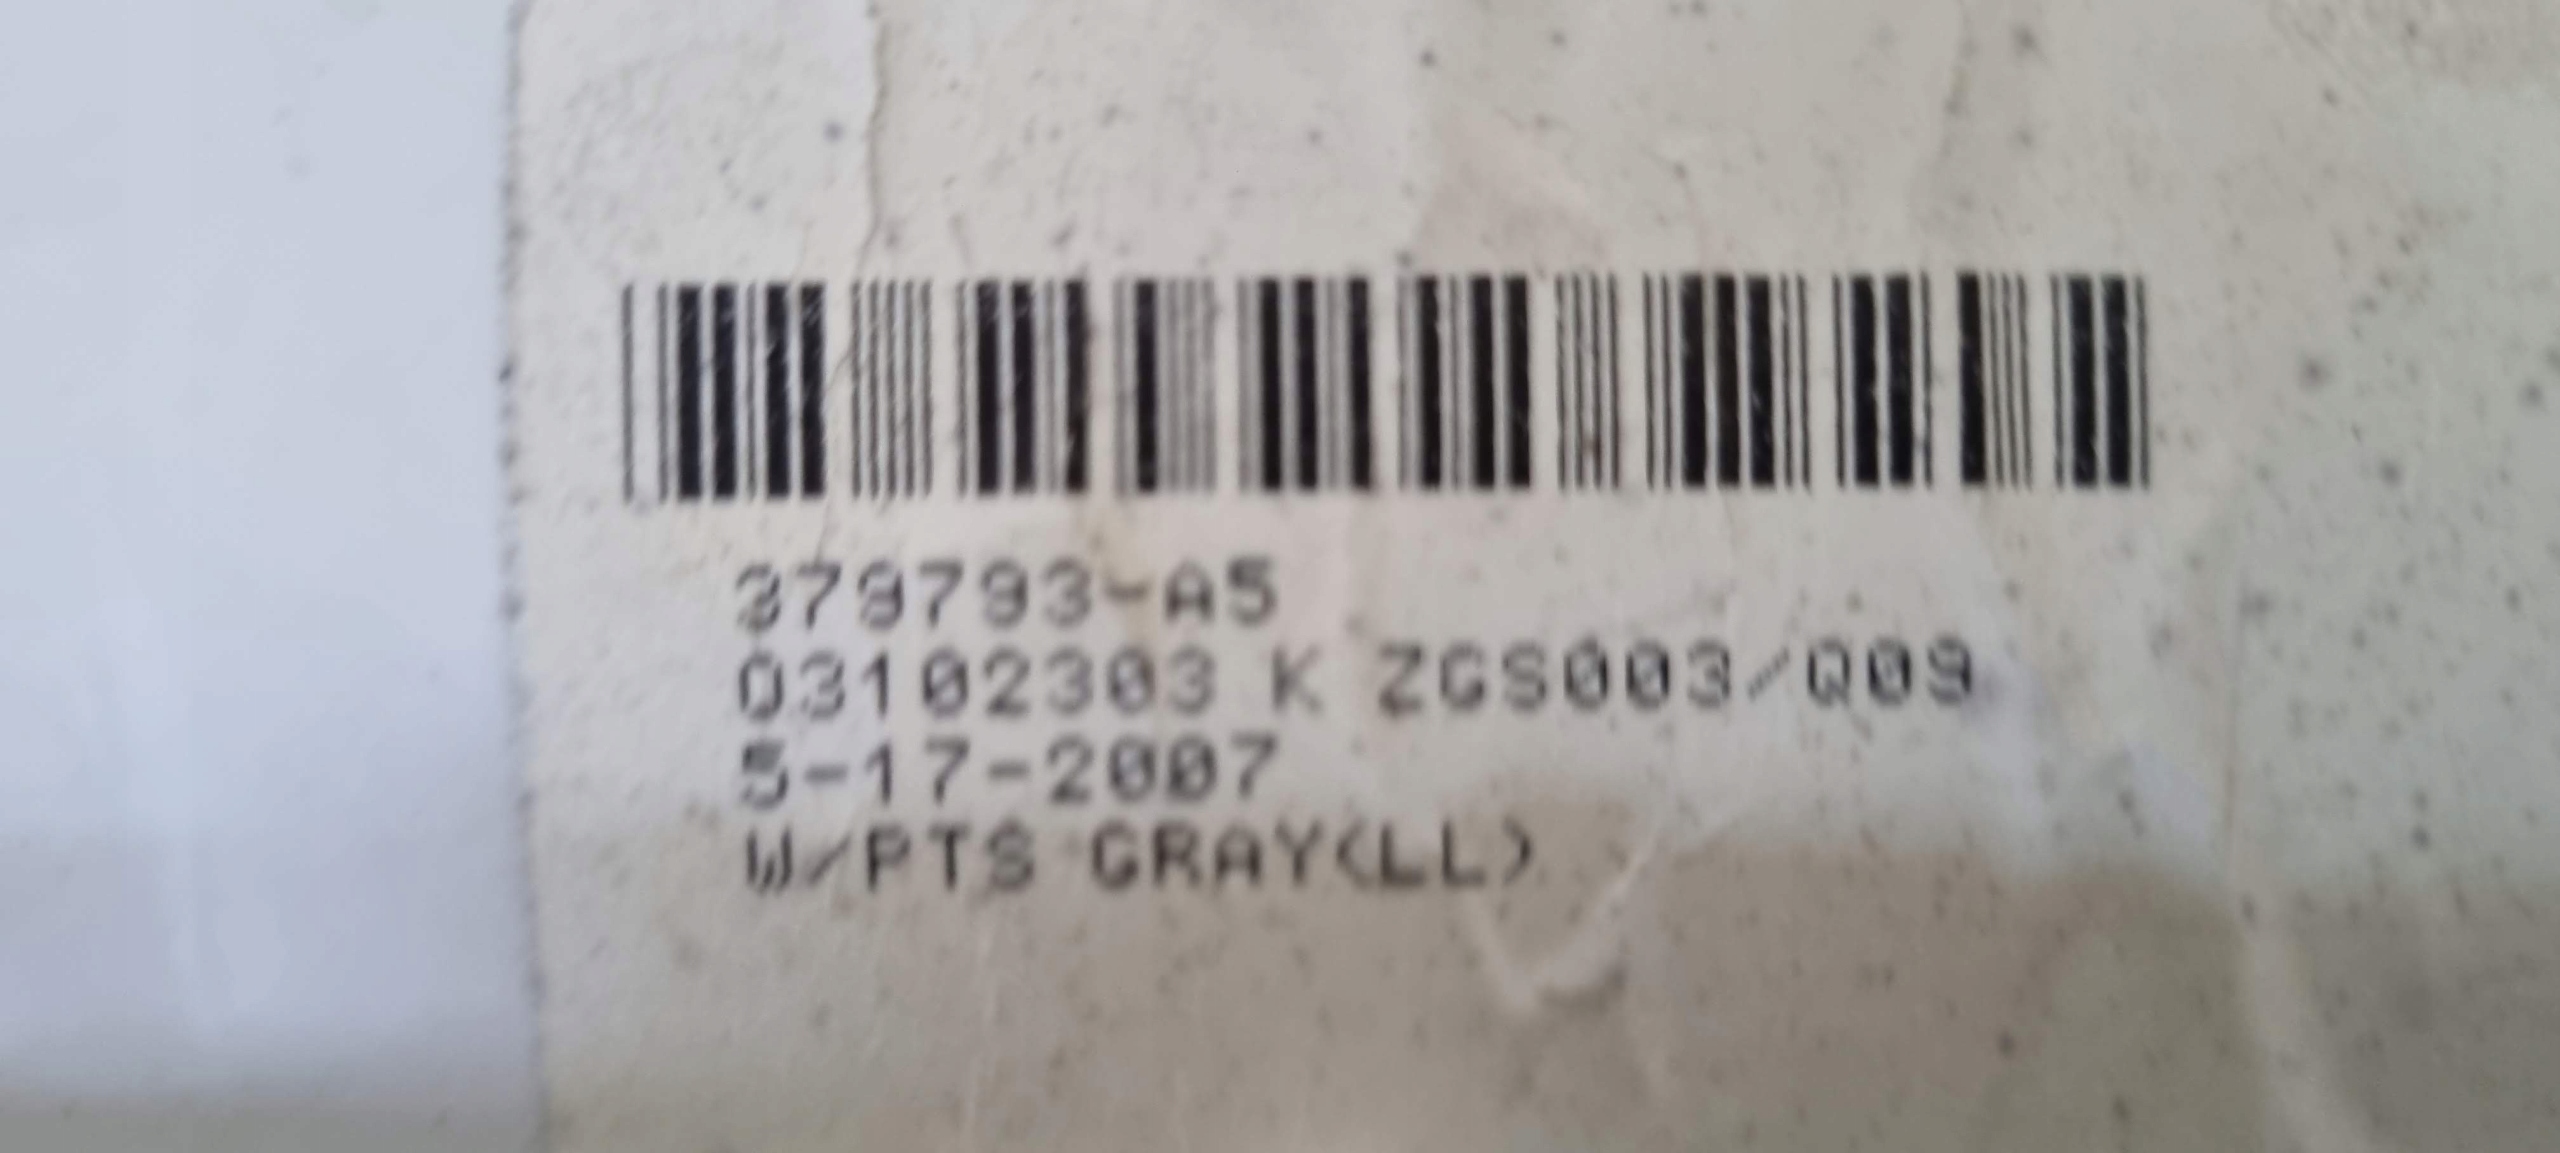 379793-A5
03102303 K ZGS003/Q09
5-17-2007
W/PTS GRAY(LL)